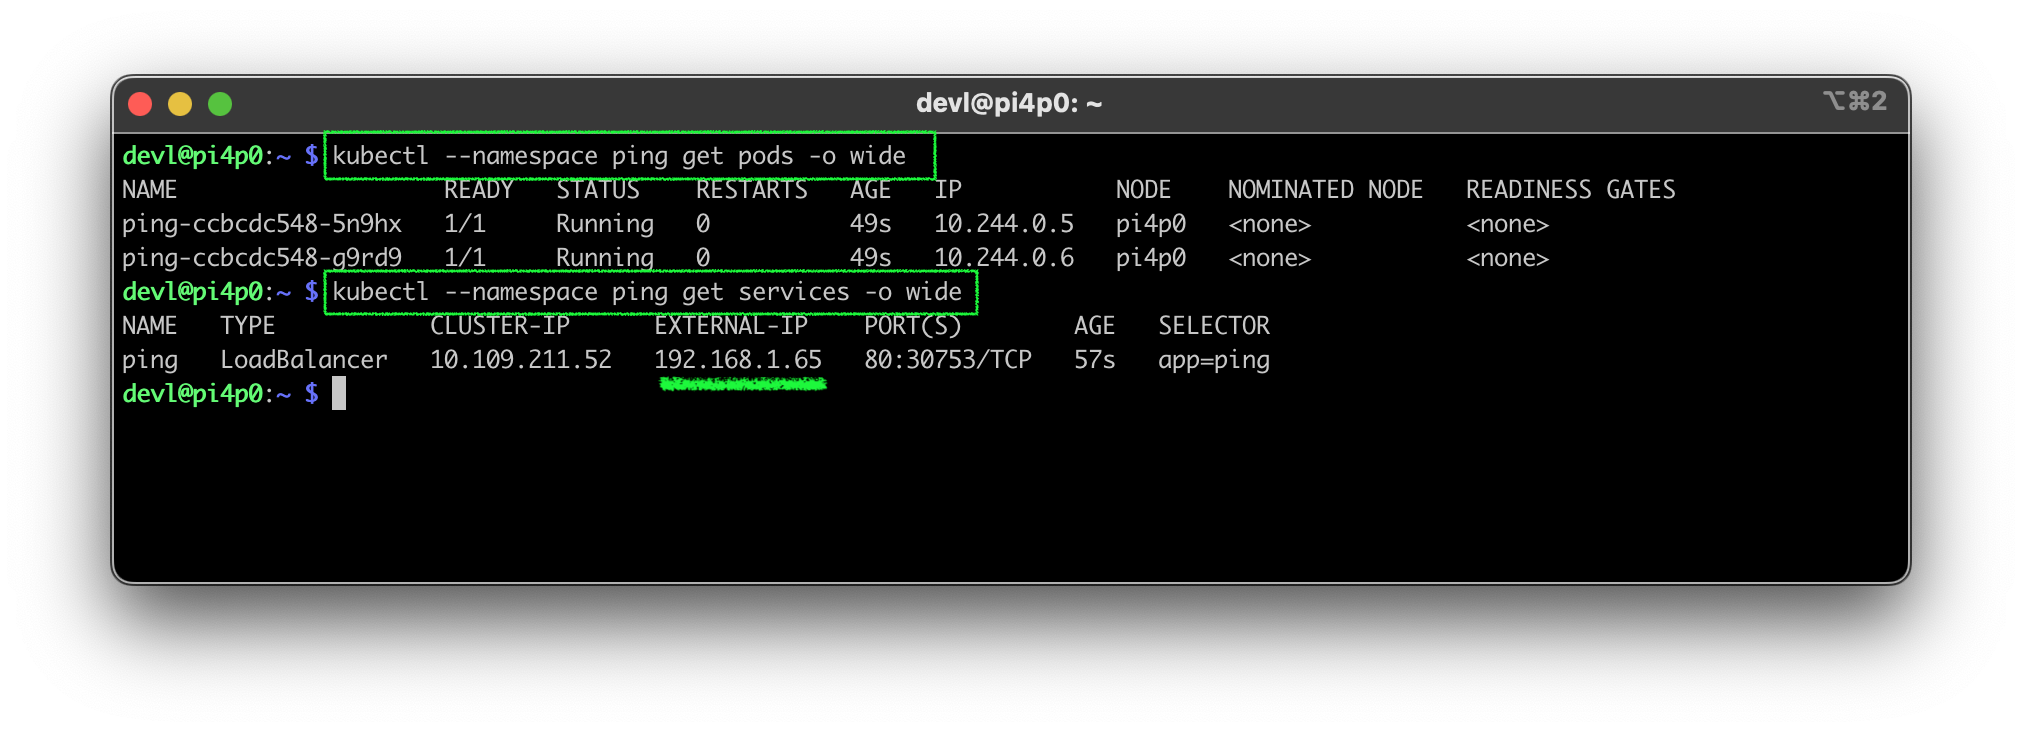 devl@pi4p0: ~
⌥⌘2
devl@pi4p0:~ $ kubectl --namespace ping get pods -o wide
NAME                   READY   STATUS    RESTARTS   AGE   IP           NODE    NOMINATED NODE   READINESS GATES
ping-ccbcdc548-5n9hx   1/1     Running   0          49s   10.244.0.5   pi4p0   <none>           <none>
ping-ccbcdc548-g9rd9   1/1     Running   0          49s   10.244.0.6   pi4p0   <none>           <none>
devl@pi4p0:~ $ kubectl --namespace ping get services -o wide
NAME   TYPE           CLUSTER-IP      EXTERNAL-IP    PORT(S)        AGE   SELECTOR
ping   LoadBalancer   10.109.211.52   192.168.1.65   80:30753/TCP   57s   app=ping
devl@pi4p0:~ $